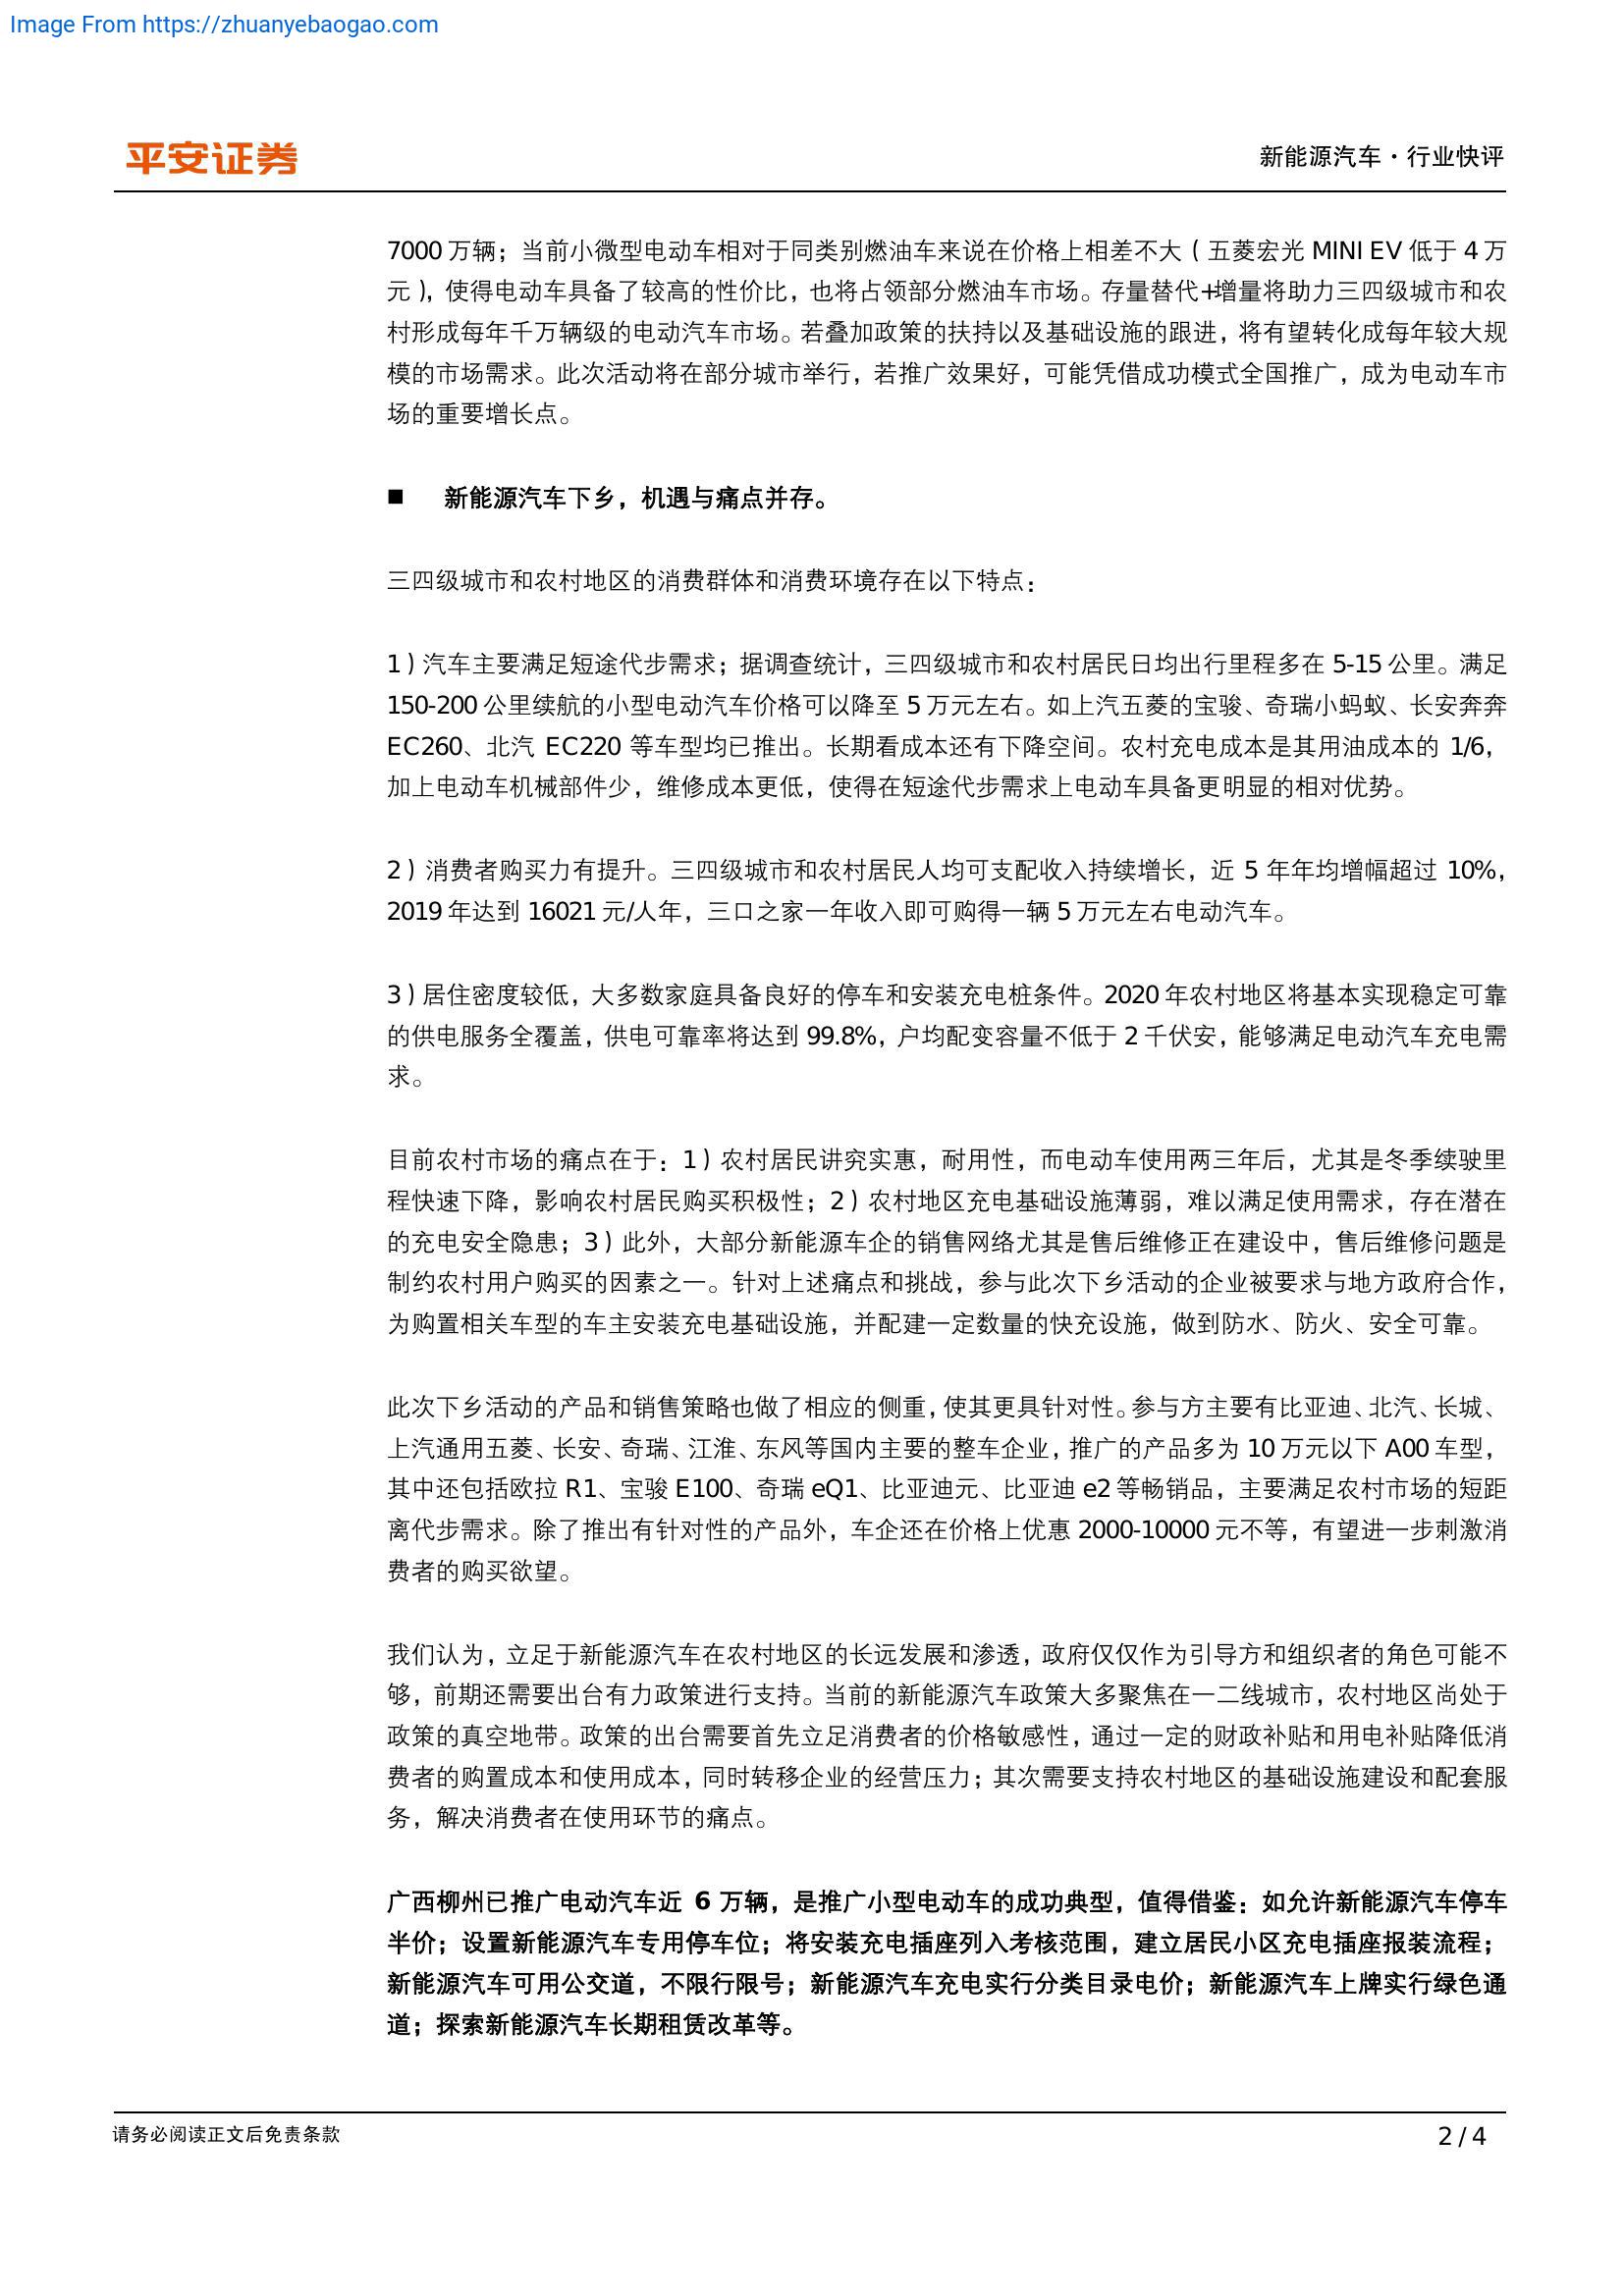 Image From https://zhuanyebaogao.com
平安证券
新能源汽车·行业快评
7000 万辆；当前小微型电动车相对于同类别燃油车来说在价格上相差不大（五菱宏光 MINI EV 低于 4 万
元），使得电动车具备了较高的性价比，也将占领部分燃油车市场。存量替代+增量将助力三四级城市和农
村形成每年千万辆级的电动汽车市场。若叠加政策的扶持以及基础设施的跟进，将有望转化成每年较大规
模的市场需求。此次活动将在部分城市举行，若推广效果好，可能凭借成功模式全国推广，成为电动车市
场的重要增长点。
■ 新能源汽车下乡，机遇与痛点并存。
三四级城市和农村地区的消费群体和消费环境存在以下特点：
1）汽车主要满足短途代步需求；据调查统计，三四级城市和农村居民日均出行里程多在 5-15 公里。满足
150-200 公里续航的小型电动汽车价格可以降至 5 万元左右。如上汽五菱的宝骏、奇瑞小蚂蚁、长安奔奔
EC260、北汽 EC220 等车型均已推出。长期看成本还有下降空间。农村充电成本是其用油成本的 1/6，
加上电动车机械部件少，维修成本更低，使得在短途代步需求上电动车具备更明显的相对优势。
2）消费者购买力有提升。三四级城市和农村居民人均可支配收入持续增长，近 5 年年均增幅超过 10%，
2019 年达到 16021 元/人年，三口之家一年收入即可购得一辆 5 万元左右电动汽车。
3）居住密度较低，大多数家庭具备良好的停车和安装充电桩条件。2020 年农村地区将基本实现稳定可靠
的供电服务全覆盖，供电可靠率将达到 99.8%，户均配变容量不低于 2 千伏安，能够满足电动汽车充电需
求。
目前农村市场的痛点在于：1）农村居民讲究实惠，耐用性，而电动车使用两三年后，尤其是冬季续驶里
程快速下降，影响农村居民购买积极性；2）农村地区充电基础设施薄弱，难以满足使用需求，存在潜在
的充电安全隐患；3）此外，大部分新能源车企的销售网络尤其是售后维修正在建设中，售后维修问题是
制约农村用户购买的因素之一。针对上述痛点和挑战，参与此次下乡活动的企业被要求与地方政府合作，
为购置相关车型的车主安装充电基础设施，并配建一定数量的快充设施，做到防水、防火、安全可靠。
此次下乡活动的产品和销售策略也做了相应的侧重，使其更具针对性。参与方主要有比亚迪、北汽、长城、
上汽通用五菱、长安、奇瑞、江淮、东风等国内主要的整车企业，推广的产品多为 10 万元以下 A00 车型，
其中还包括欧拉 R1、宝骏 E100、奇瑞 eQ1、比亚迪元、比亚迪 e2 等畅销品，主要满足农村市场的短距
离代步需求。除了推出有针对性的产品外，车企还在价格上优惠 2000-10000 元不等，有望进一步刺激消
费者的购买欲望。
我们认为，立足于新能源汽车在农村地区的长远发展和渗透，政府仅仅作为引导方和组织者的角色可能不
够，前期还需要出台有力政策进行支持。当前的新能源汽车政策大多聚焦在一二线城市，农村地区尚处于
政策的真空地带。政策的出台需要首先立足消费者的价格敏感性，通过一定的财政补贴和用电补贴降低消
费者的购置成本和使用成本，同时转移企业的经营压力；其次需要支持农村地区的基础设施建设和配套服
务，解决消费者在使用环节的痛点。
广西柳州已推广电动汽车近 6 万辆，是推广小型电动车的成功典型，值得借鉴：如允许新能源汽车停车
半价；设置新能源汽车专用停车位；将安装充电插座列入考核范围，建立居民小区充电插座报装流程；
新能源汽车可用公交道，不限行限号；新能源汽车充电实行分类目录电价；新能源汽车上牌实行绿色通
道；探索新能源汽车长期租赁改革等。
请务必阅读正文后免责条款
2 / 4